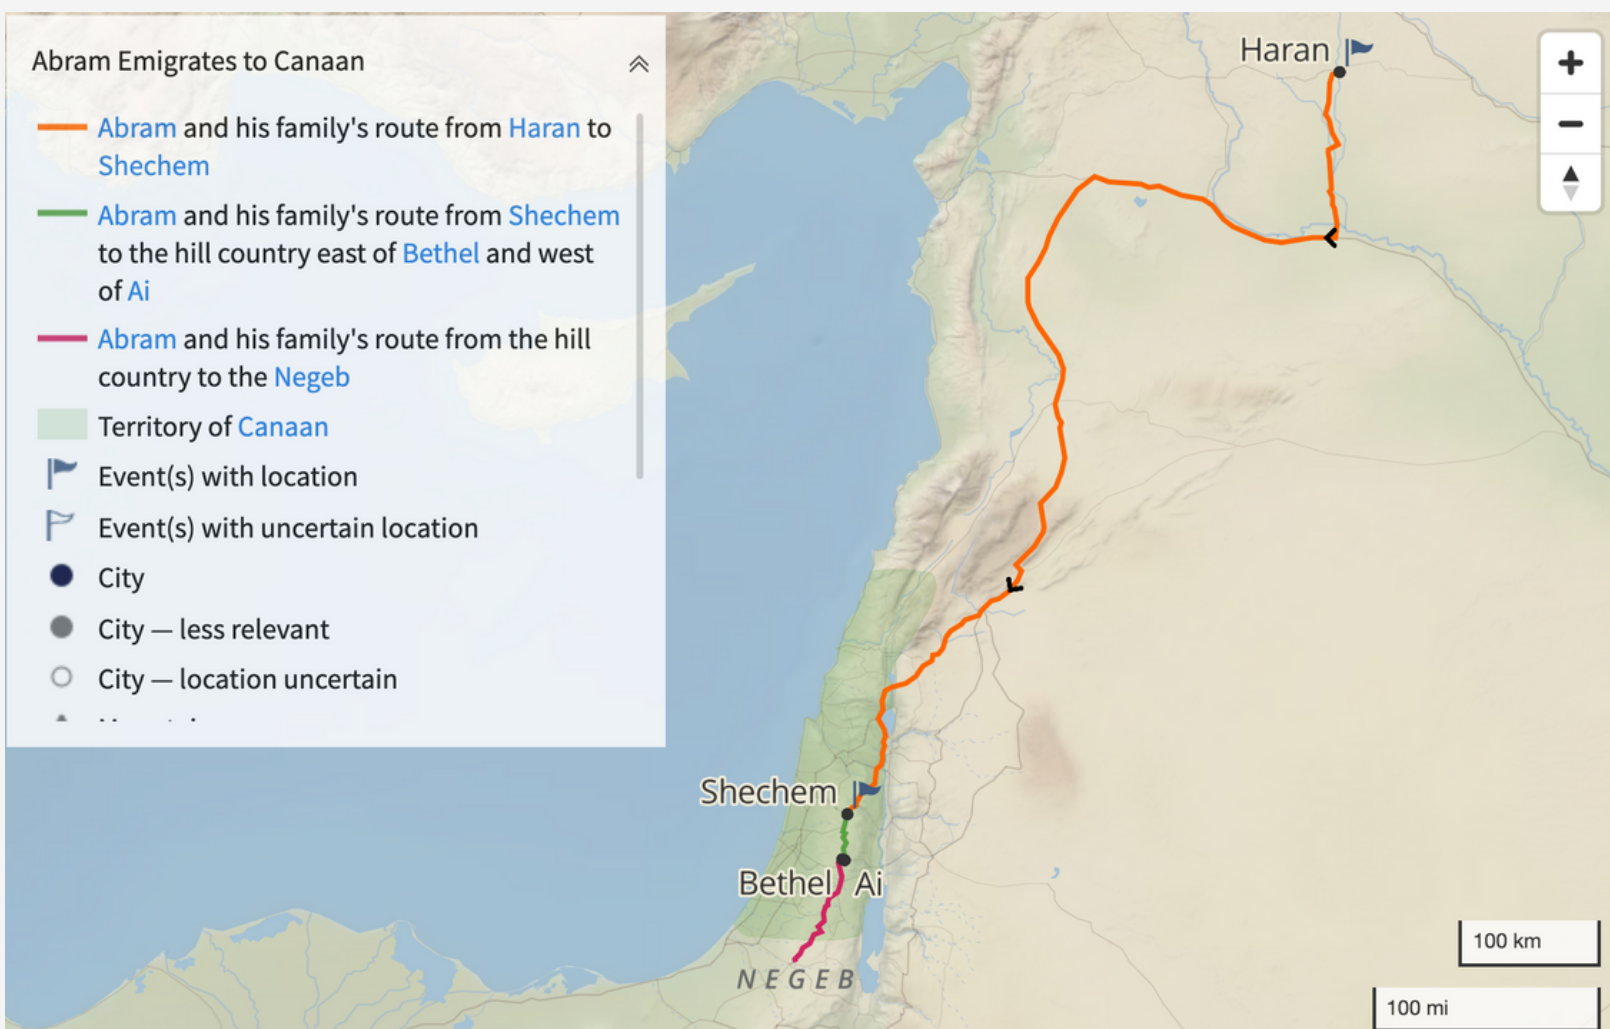 Abram Emigrates to Canaan
Abram and his family's route from Haran to
Shechem
Abram and his family's route from Shechem
to the hill country east of Bethel and west
of Ai
Abram and his family's route from the hill
country to the Negeb
Territory of Canaan
Event(s) with location
Event(s) with uncertain location
City
City — less relevant
City — location uncertain
Haran
Shechem
Bethel
Ai
NEGEB
100 km
100 mi